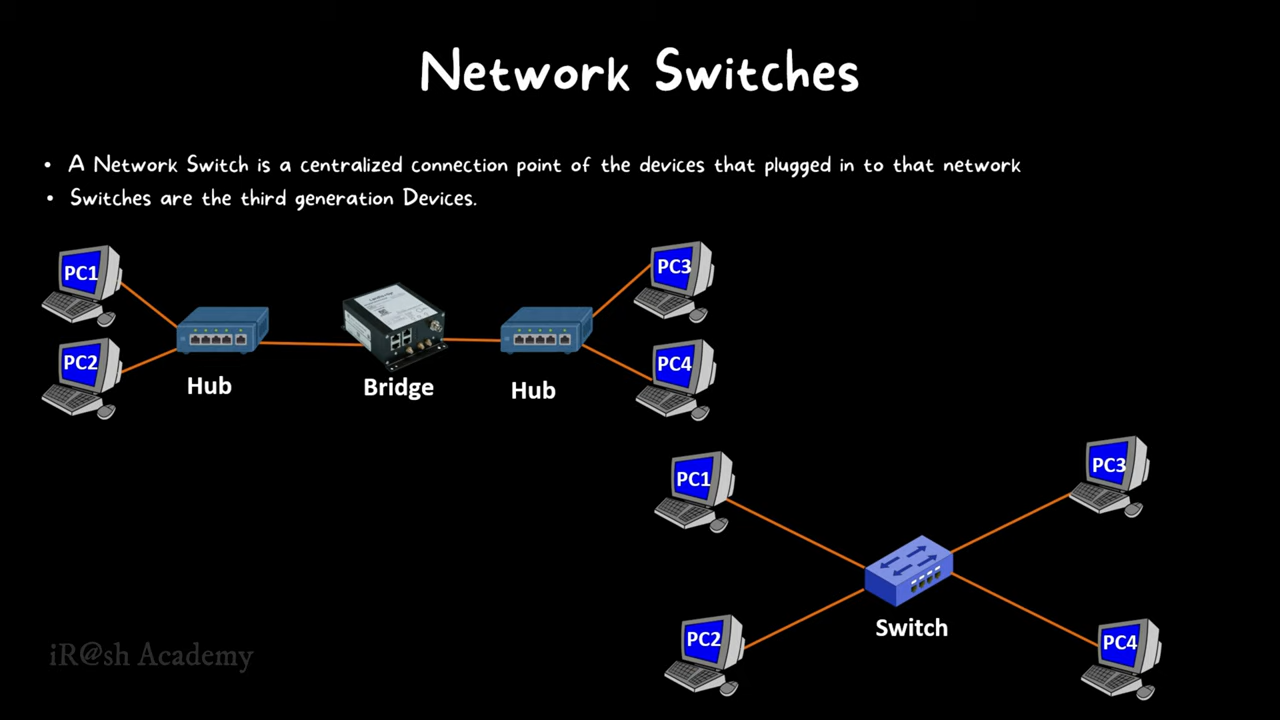 Network Switches
• A Network Switch is a centralized connection point of the devices that plugged in to that network
• Switches are the third generation Devices.
PC1
PC2
Hub
Bridge
Hub
PC3
PC4
PC1
PC2
Switch
PC3
PC4
iR@sh Academy